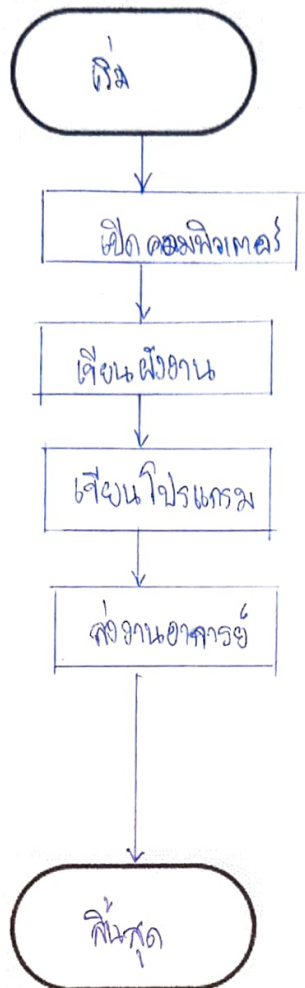 เริ่ม
เปิดคอมพิวเตอร์
เขียนผังงาน
เขียนโปรแกรม
ส่งงานอาจารย์
สิ้นสุด